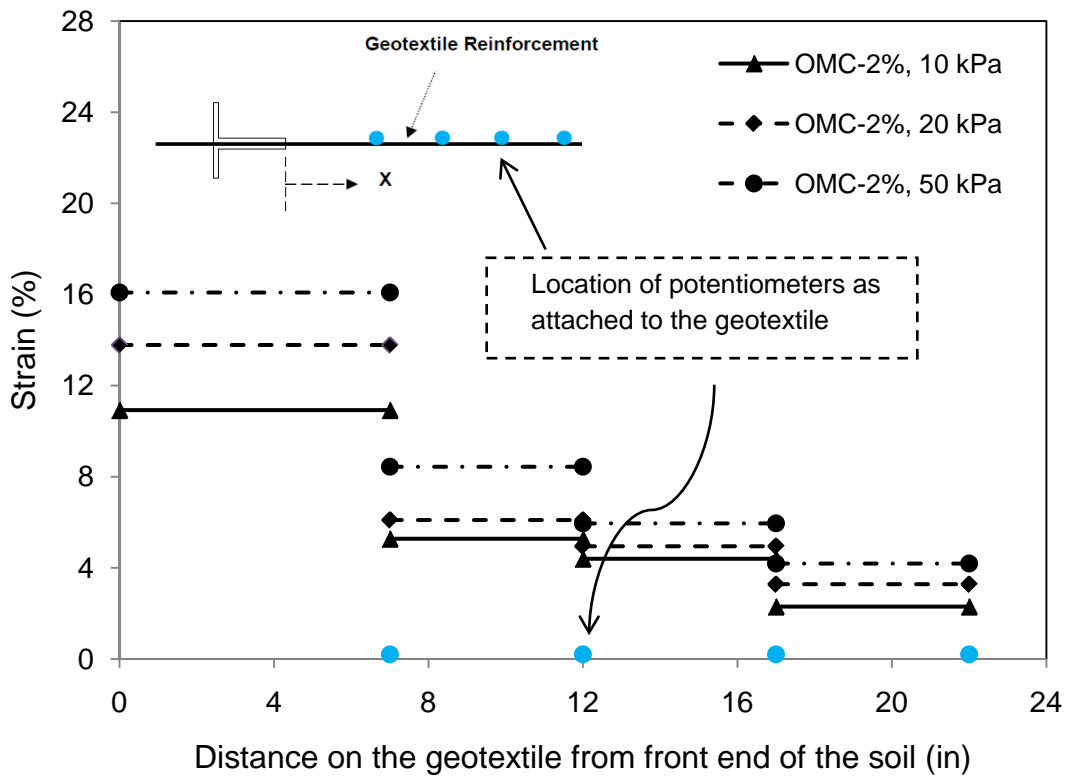 28
24
20
16
12
8
4
0
Strain (%)
Geotextile Reinforcement
X
OMC-2%, 10 kPa
OMC-2%, 20 kPa
OMC-2%, 50 kPa
Location of potentiometers as
attached to the geotextile
0 4 8 12 16 20 24
Distance on the geotextile from front end of the soil (in)